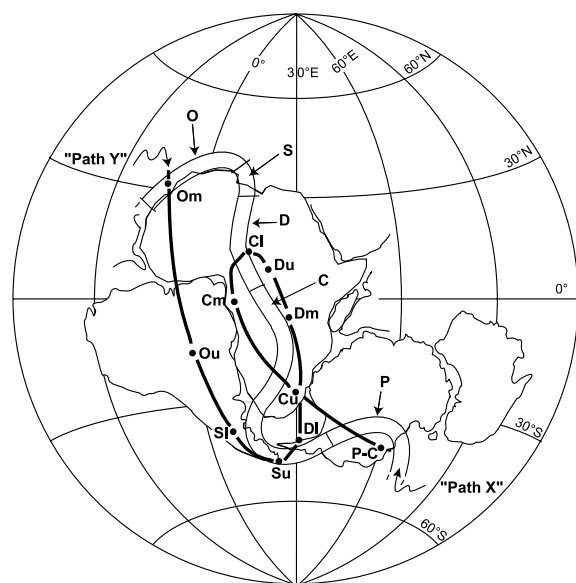 0°
30°E
60°E
60°N
O
"Path Y"
S
30°N
Om
D
Cl
Du
C
Cm
Dm
0°
Ou
P
Cu
Sl
Dl
30°S
P-C
Su
"Path X"
60°S